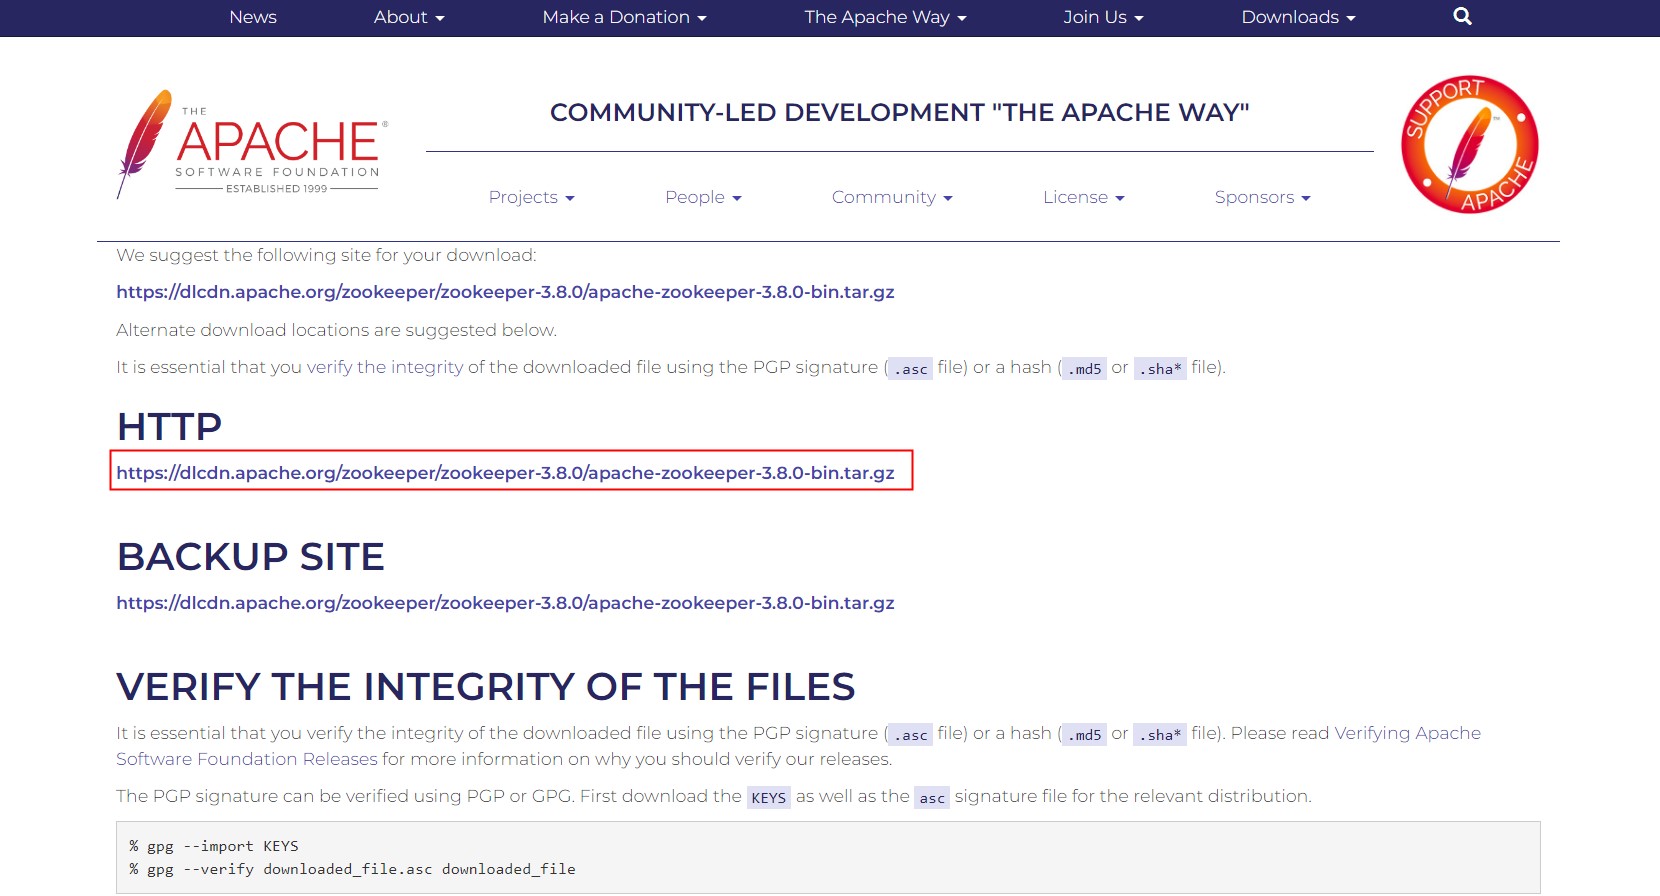 News About Make a Donation The Apache Way Join Us Downloads
THE
APACHE®
SOFTWARE FOUNDATION
ESTABLISHED 1999
COMMUNITY-LED DEVELOPMENT "THE APACHE WAY"
Projects People Community License Sponsors
SUPPORT
APACHE
™
We suggest the following site for your download:
https://dlcdn.apache.org/zookeeper/zookeeper-3.8.0/apache-zookeeper-3.8.0-bin.tar.gz
Alternate download locations are suggested below.
It is essential that you verify the integrity of the downloaded file using the PGP signature ( .asc file) or a hash ( .md5 or .sha* file).
HTTP
https://dlcdn.apache.org/zookeeper/zookeeper-3.8.0/apache-zookeeper-3.8.0-bin.tar.gz
BACKUP SITE
https://dlcdn.apache.org/zookeeper/zookeeper-3.8.0/apache-zookeeper-3.8.0-bin.tar.gz
VERIFY THE INTEGRITY OF THE FILES
It is essential that you verify the integrity of the downloaded file using the PGP signature ( .asc file) or a hash ( .md5 or .sha* file). Please read Verifying Apache
Software Foundation Releases for more information on why you should verify our releases.
The PGP signature can be verified using PGP or GPG. First download the KEYS as well as the asc signature file for the relevant distribution.
% gpg --import KEYS
% gpg --verify downloaded_file.asc downloaded_file